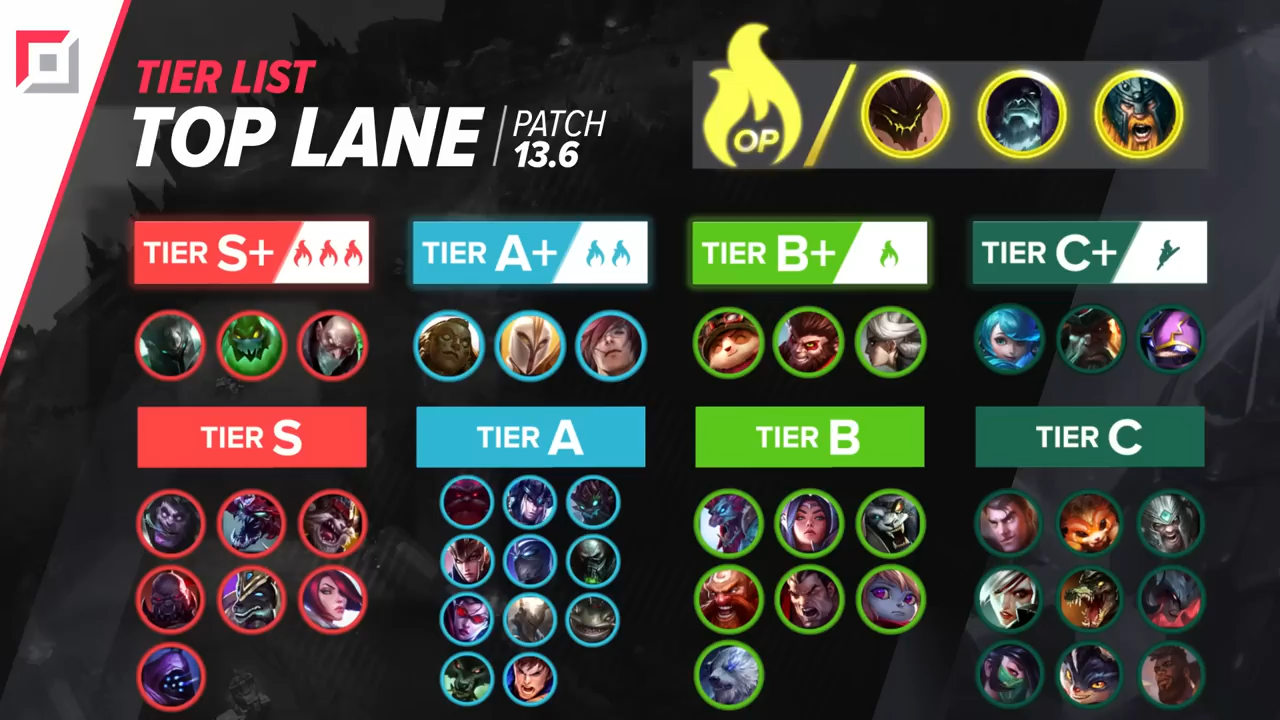 TIER LIST
TOP LANE
PATCH
13.6
OP
TIER S+
TIER A+
TIER B+
TIER C+
TIER S
TIER A
TIER B
TIER C